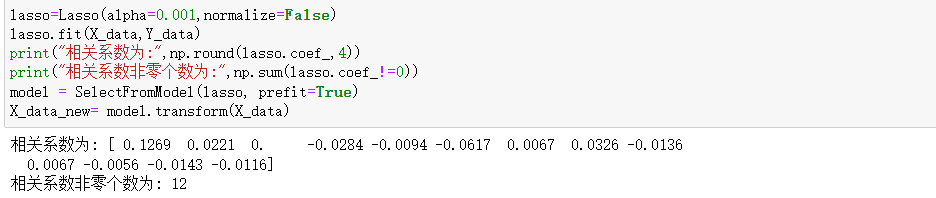 lasso=Lasso(alpha=0.001,normalize=False)
lasso.fit(X_data,Y_data)
print("相关系数为:",np.round(lasso.coef_,4))
print("相关系数非零个数为:",np.sum(lasso.coef_!=0))
model = SelectFromModel(lasso, prefit=True)
X_data_new= model.transform(X_data)
相关系数为: [ 0.1269  0.0221  0.     -0.0284 -0.0094 -0.0617  0.0067  0.0326 -0.0136
  0.0067 -0.0056 -0.0143 -0.0116]
相关系数非零个数为: 12